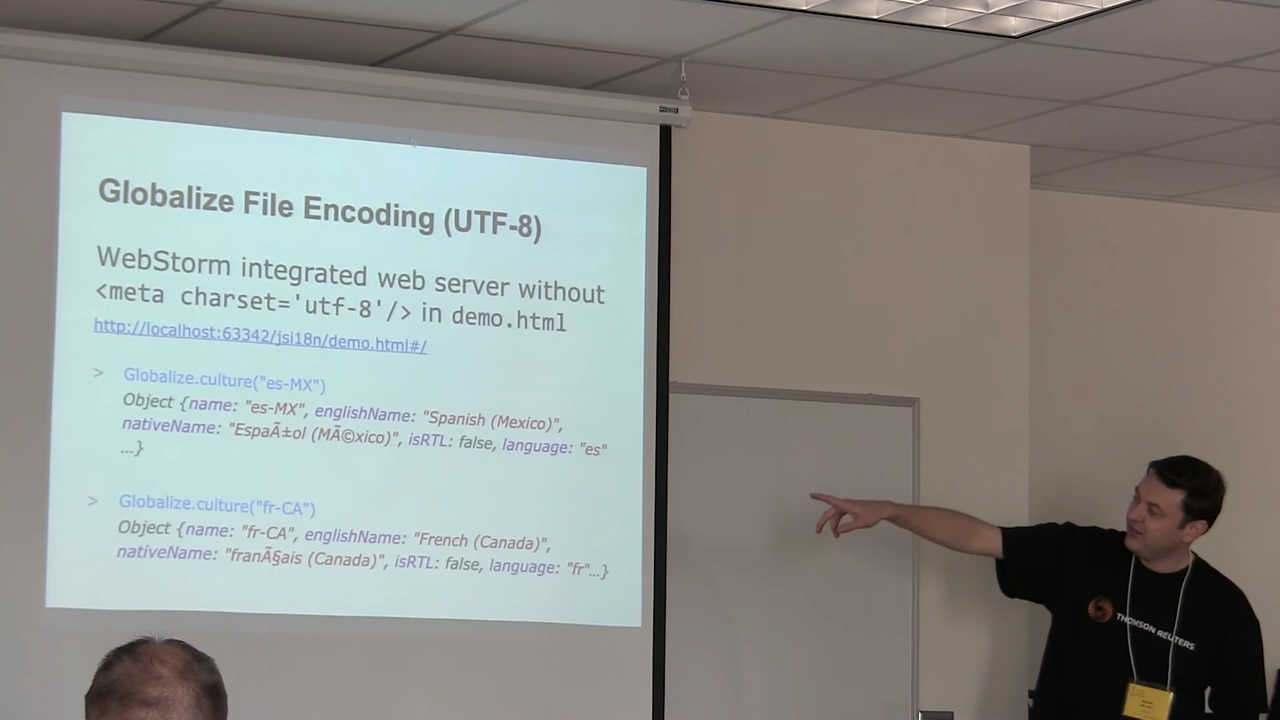 Globalize File Encoding (UTF-8)
WebStorm integrated web server without
<meta charset='utf-8'/> in demo.html
http://localhost:63342/jsi18n/demo.html#/
> Globalize.culture("es-MX")
Object {name: "es-MX", englishName: "Spanish (Mexico)",
nativeName: "EspaÃ±ol (MÃ©xico)", isRTL: false, language: "es"
…}
> Globalize.culture("fr-CA")
Object {name: "fr-CA", englishName: "French (Canada)",
nativeName: "franÃ§ais (Canada)", isRTL: false, language: "fr"…}
THOMSON REUTERS